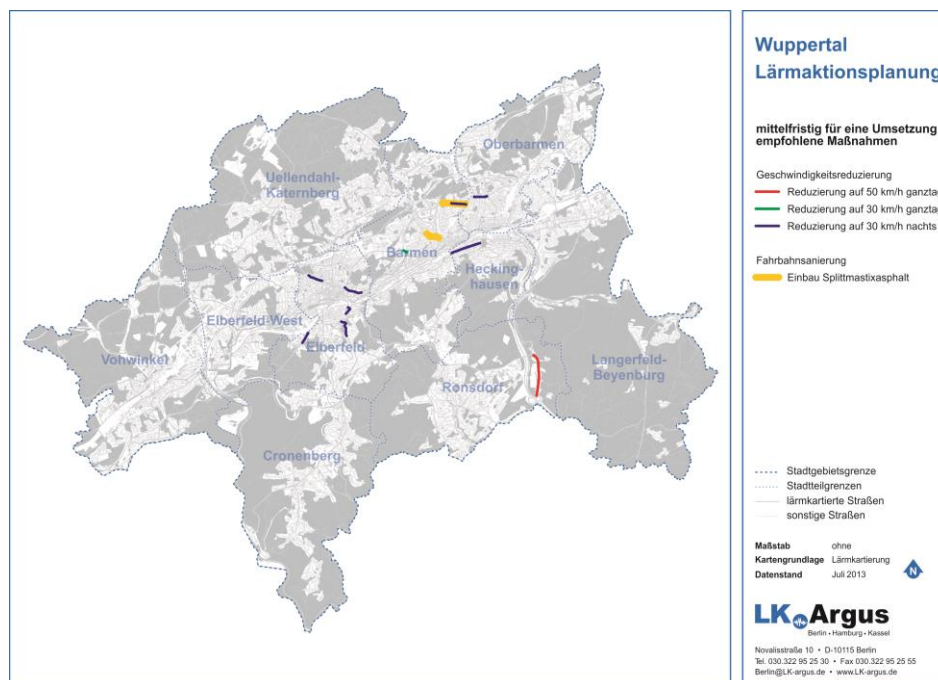 Wuppertal
Lärmaktionsplanung
mittelfristig für eine Umsetzung
empfohlene Maßnahmen
Geschwindigkeitsreduzierung
Reduzierung auf 50 km/h ganzta
Reduzierung auf 30 km/h ganzta
Reduzierung auf 30 km/h nachts
Fahrbahnsanierung
Einbau Splittmastixasphalt
Oberbarmen
Uellendahl-
Katernberg
Barmen
Hecking-
hausen
Elberfeld-West
Elberfeld
Vohwinkel
Ronsdorf
Langerfeld-
Beyenburg
Cronenberg
Stadtgebietsgrenze
Stadtteilgrenzen
lärmkartierte Straßen
sonstige Straßen
Maßstab ohne
Kartengrundlage Lärmkartierung
Datenstand Juli 2013
N
LK Argus
Berlin • Hamburg • Kassel
Novalisstraße 10 • D-10115 Berlin
Tel. 030.322 95 25 30 • Fax 030.322 95 25 55
Berlin@LK-argus.de • www.LK-argus.de